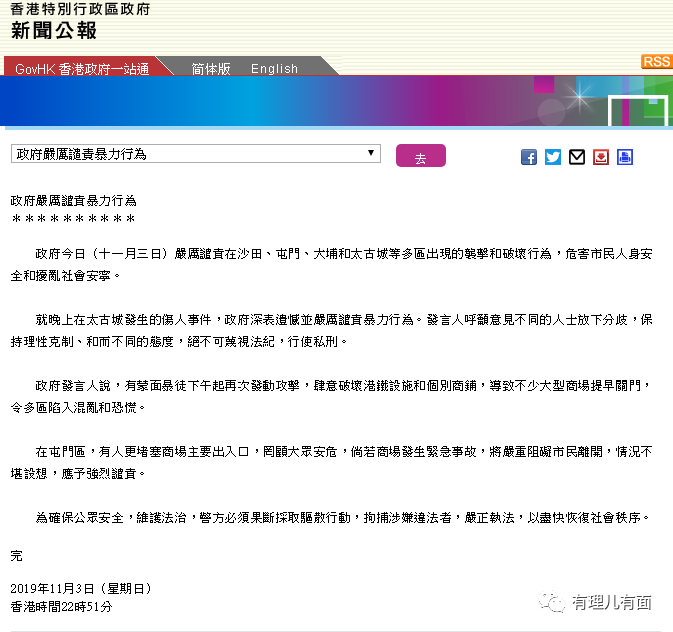 香港特別行政區政府
新聞公報
RSS
GovHK 香港政府一站通 简体版 English
政府嚴厲譴責暴力行為 去
政府嚴厲譴責暴力行為
＊＊＊＊＊＊＊＊＊＊
政府今日（十一月三日）嚴厲譴責在沙田、屯門、大埔和太古城等多區出現的襲擊和破壞行為，危害市民人身安
全和擾亂社會安寧。
就晚上在太古城發生的傷人事件，政府深表遺憾並嚴厲譴責暴力行為。發言人呼籲意見不同的人士放下分歧，保
持理性克制、和而不同的態度，絕不可蔑視法紀，行使私刑。
政府發言人說，有蒙面暴徒下午起再次發動攻擊，肆意破壞港鐵設施和個別商鋪，導致不少大型商場提早關門，
令多區陷入混亂和恐慌。
在屯門區，有人更堵塞商場主要出入口，罔顧大眾安危，倘若商場發生緊急事故，將嚴重阻礙市民離開，情況不
堪設想，應予強烈譴責。
為確保公眾安全，維護法治，警方必須果斷採取驅散行動，拘捕涉嫌違法者，嚴正執法，以盡快恢復社會秩序。
完
2019年11月3日（星期日）
香港時間22時51分
有理儿有面